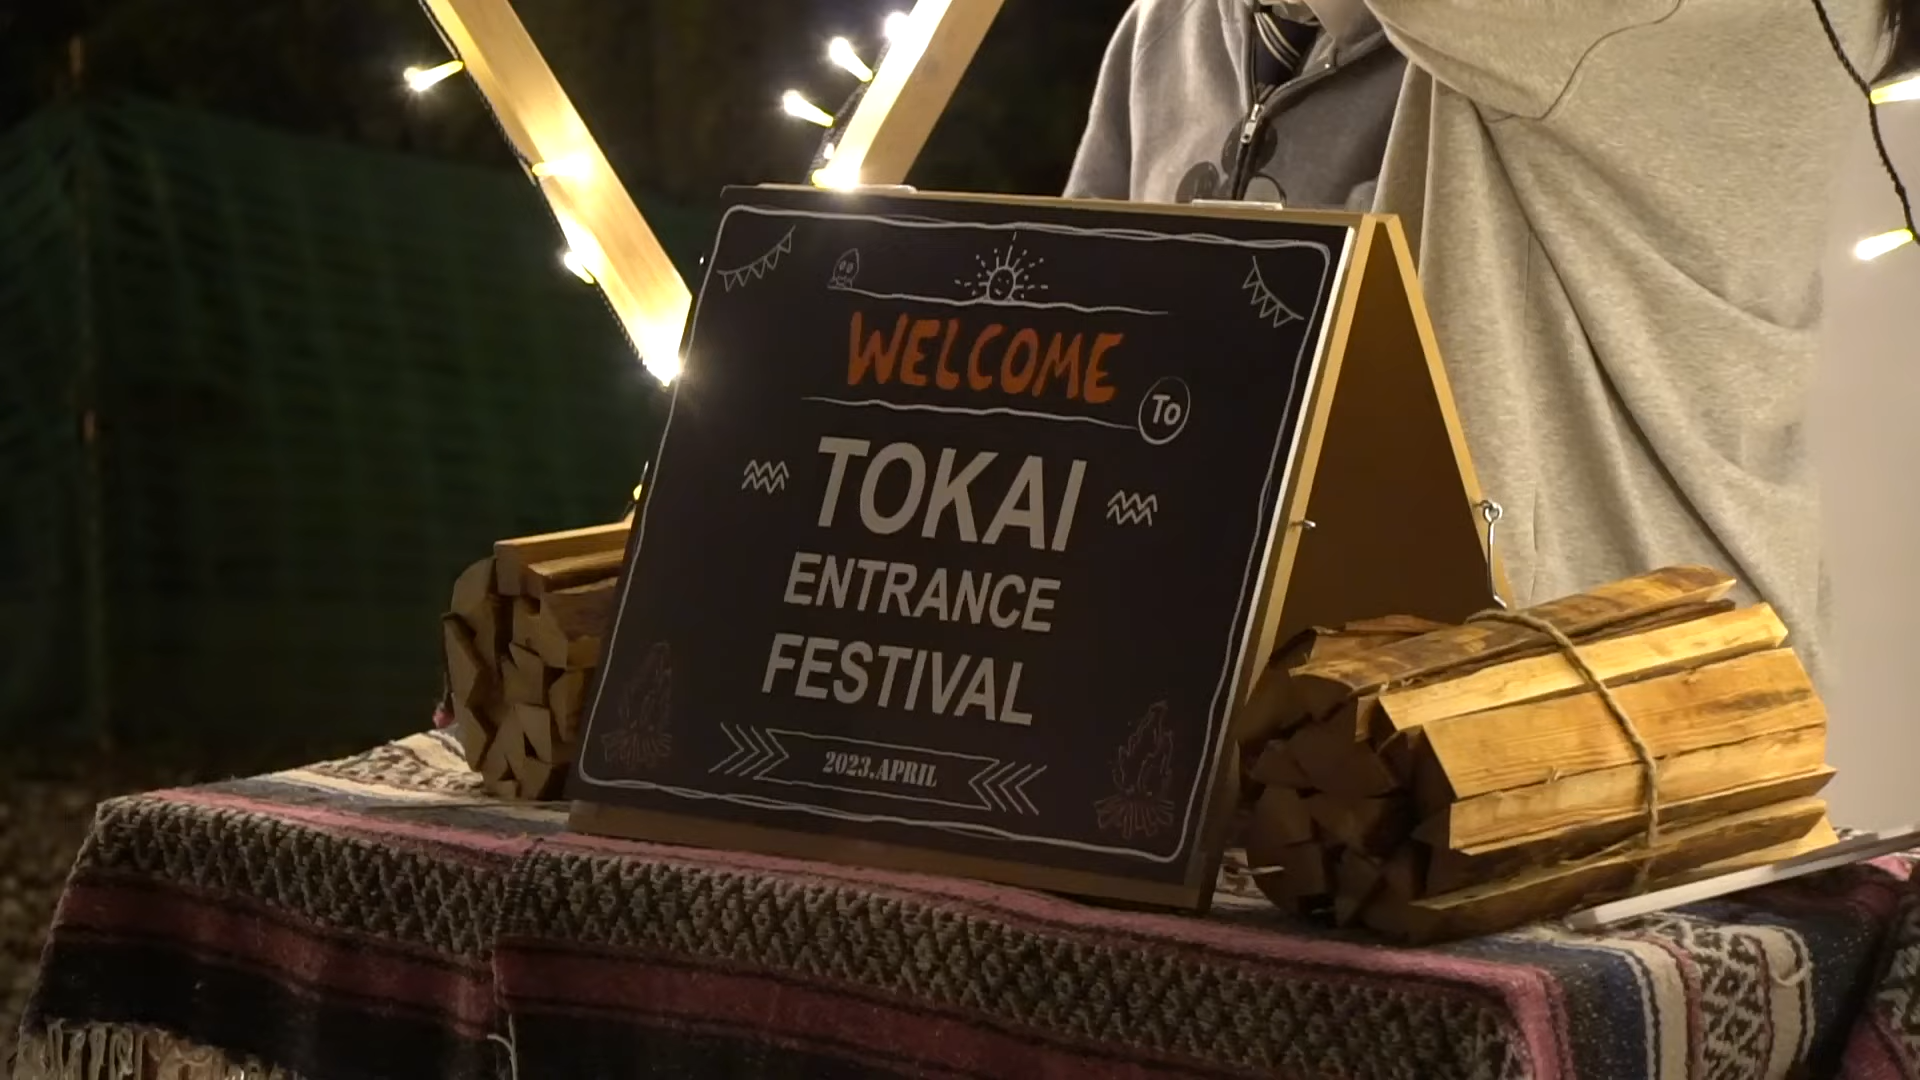 WELCOME
To
TOKAI
ENTRANCE
FESTIVAL
2023.APRIL